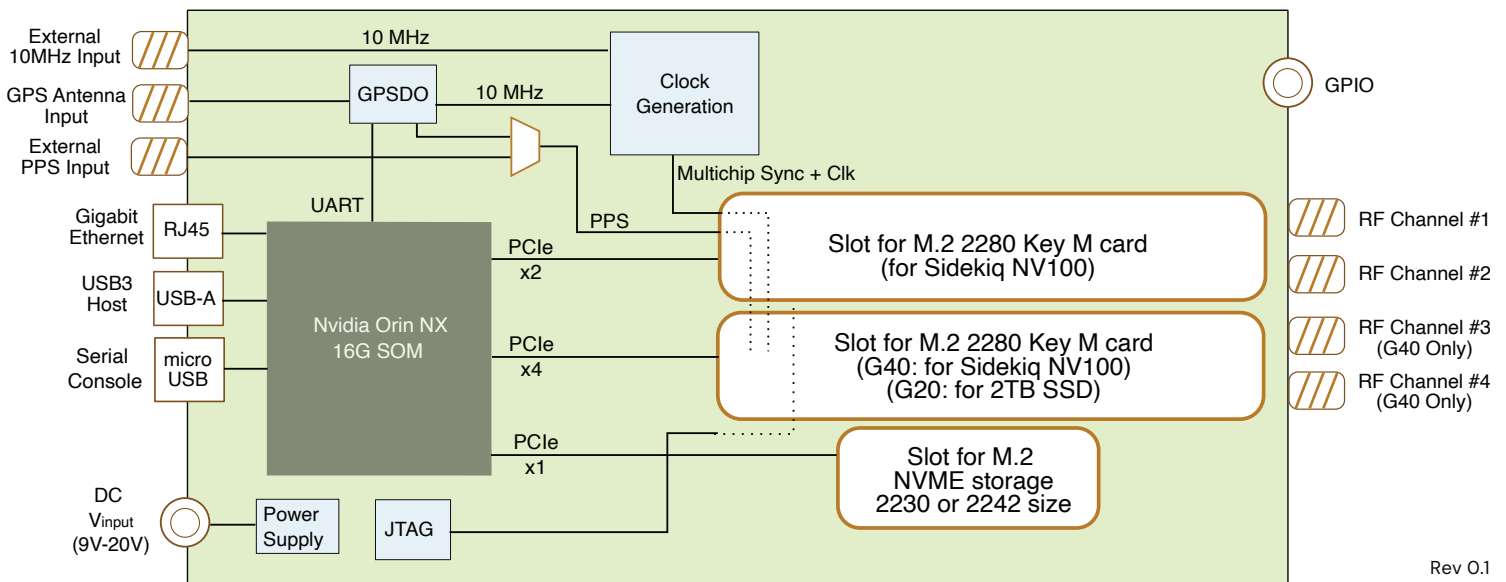 External
10MHz Input
10 MHz
Clock
Generation
GPIO
GPS Antenna
Input
GPSDO
10 MHz
External
PPS Input
Multichip Sync + Clk
UART
PPS
Gigabit
Ethernet
RJ45
USB3
Host
USB-A
Serial
Console
micro
USB
Nvidia Orin NX
16G SOM
PCIe
x2
PCIe
x4
PCIe
x1
Slot for M.2 2280 Key M card
(for Sidekiq NV100)
Slot for M.2 2280 Key M card
(G40: for Sidekiq NV100)
(G20: for 2TB SSD)
Slot for M.2
NVME storage
2230 or 2242 size
RF Channel #1
RF Channel #2
RF Channel #3
(G40 Only)
RF Channel #4
(G40 Only)
DC
Vinput
(9V-20V)
Power
Supply
JTAG
Rev 0.1